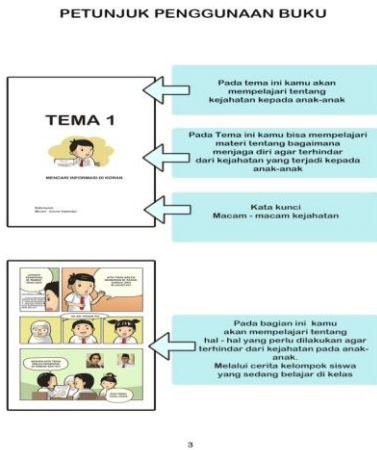 PETUNJUK PENGGUNAAN BUKU
Pada tema ini kamu akan
mempelajari tentang
kejahatan kepada anak-anak
TEMA 1
MENCARI INFORMASI DI KORAN
Pada Tema ini kamu bisa mempelajari
materi tentang bagaimana
menjaga diri agar terhindar
dari kejahatan yang terjadi kepada
anak-anak
Kata kunci
Macam - macam kejahatan
Pada bagian ini kamu
akan mempelajari tentang
hal - hal yang perlu dilakukan agar
terhindar dari kejahatan pada anak-
anak.
Melalui cerita kelompok siswa
yang sedang belajar di kelas
3